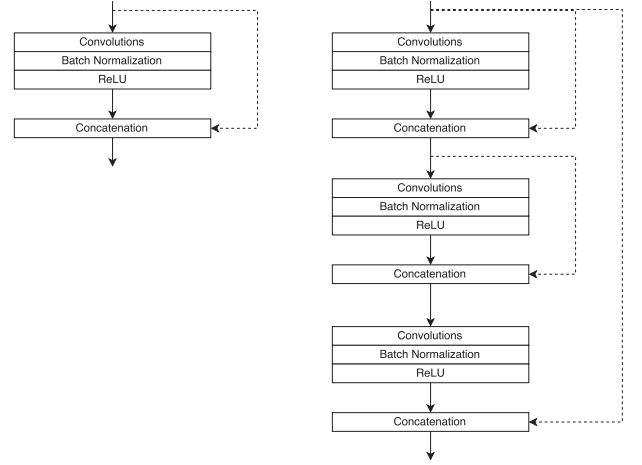 Convolutions
Batch Normalization
ReLU
Concatenation
Convolutions
Batch Normalization
ReLU
Concatenation
Convolutions
Batch Normalization
ReLU
Concatenation
Convolutions
Batch Normalization
ReLU
Concatenation